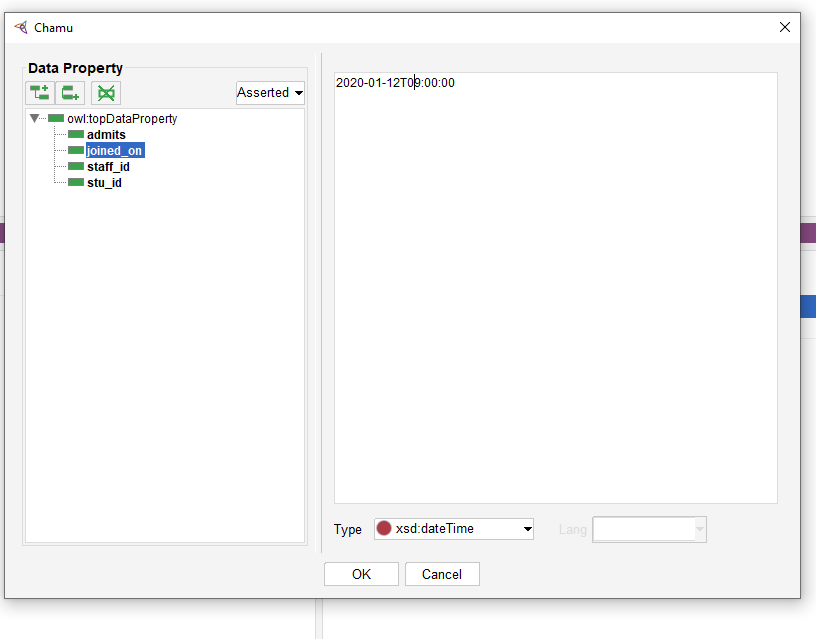 Chamu
Data Property
Asserted
owl:topDataProperty
admits
joined_on
staff_id
stu_id
2020-01-12T09:00:00
Type
xsd:dateTime
Lang
OK
Cancel